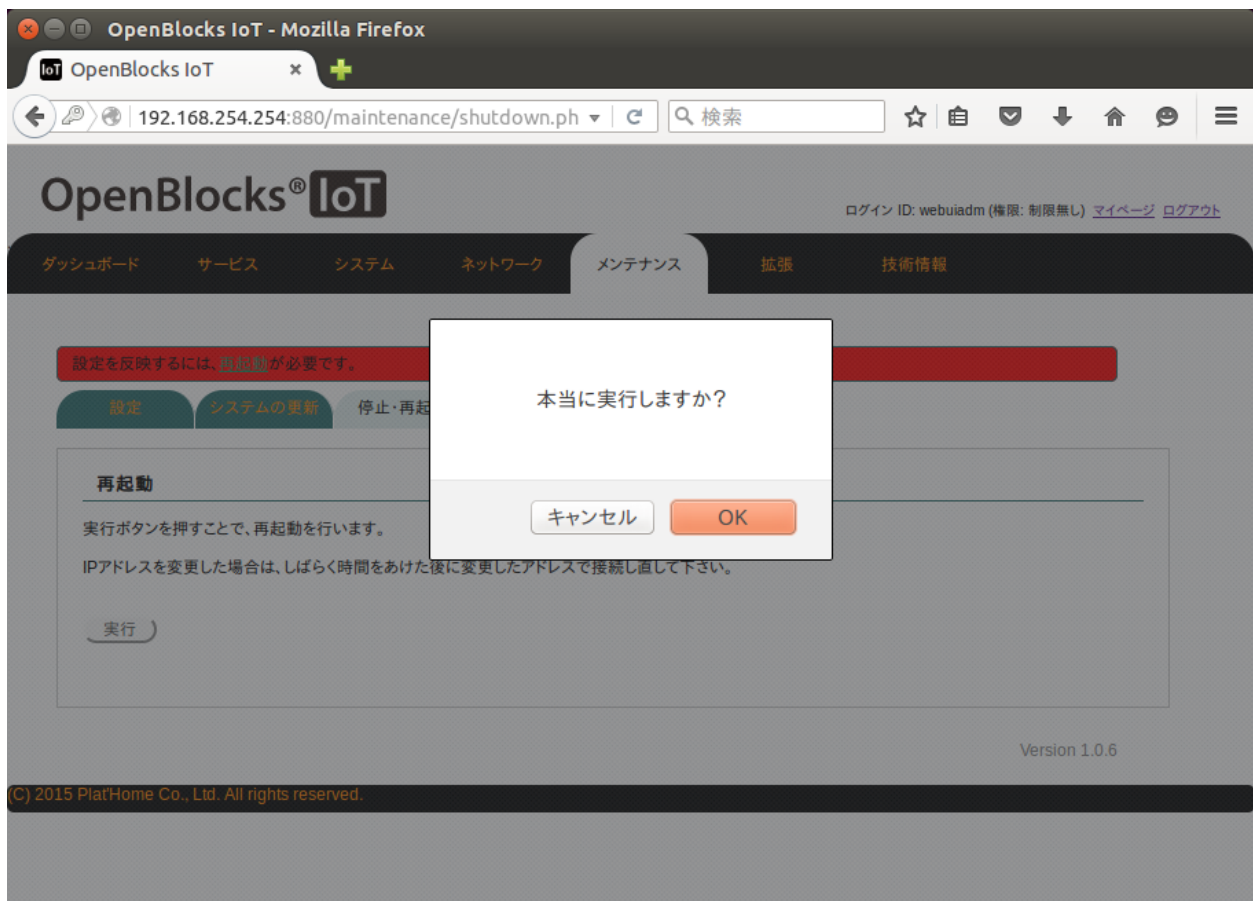 OpenBlocks IoT - Mozilla Firefox
IoT OpenBlocks IoT
192.168.254.254:880/maintenance/shutdown.ph
検索
OpenBlocks® IoT
ログイン ID: webuiadm (権限: 制限無し) マイページ ログアウト
ダッシュボード サービス システム ネットワーク メンテナンス 拡張 技術情報
設定を反映するには、再起動が必要です。
設定 システムの更新 停止・再起
本当に実行しますか?
キャンセル OK
再起動
実行ボタンを押すことで、再起動を行います。
IPアドレスを変更した場合は、しばらく時間をあけた後に変更したアドレスで接続し直して下さい。
実行
Version 1.0.6
(C) 2015 Plat'Home Co., Ltd. All rights reserved.